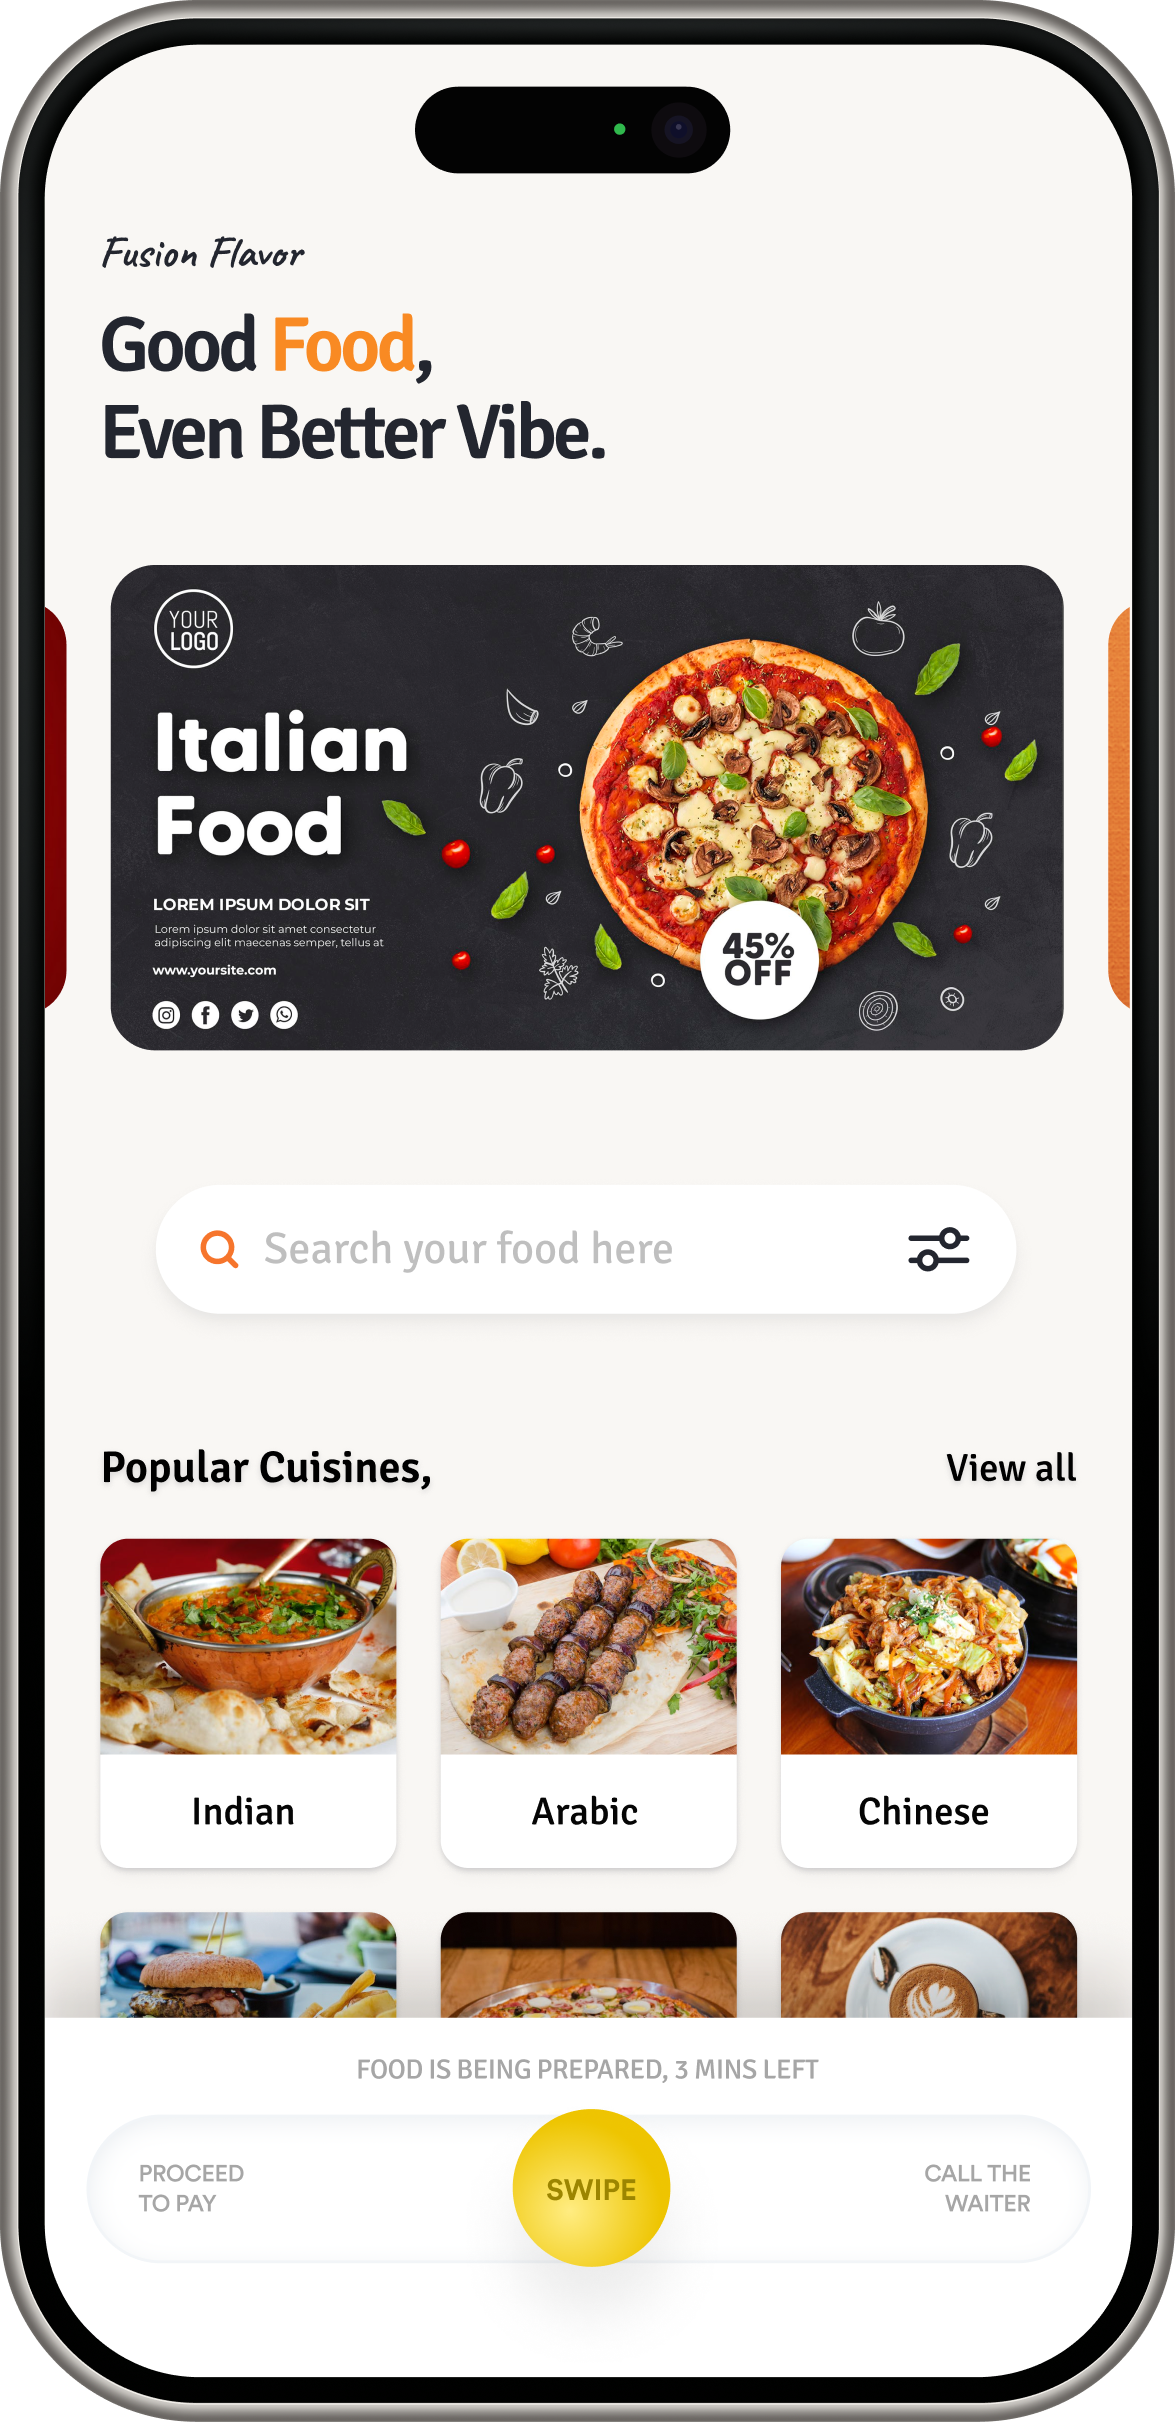 Fusion Flavor
Good Food,
Even Better Vibe.
YOUR
LOGO
Italian
Food
LOREM IPSUM DOLOR SIT
Lorem ipsum dolor sit amet consectetur
adipiscing elit maecenas semper, tellus at
www.yoursite.com
45%
OFF
Search your food here
Popular Cuisines,
View all
Indian
Arabic
Chinese
FOOD IS BEING PREPARED, 3 MINS LEFT
PROCEED
TO PAY
SWIPE
CALL THE
WAITER